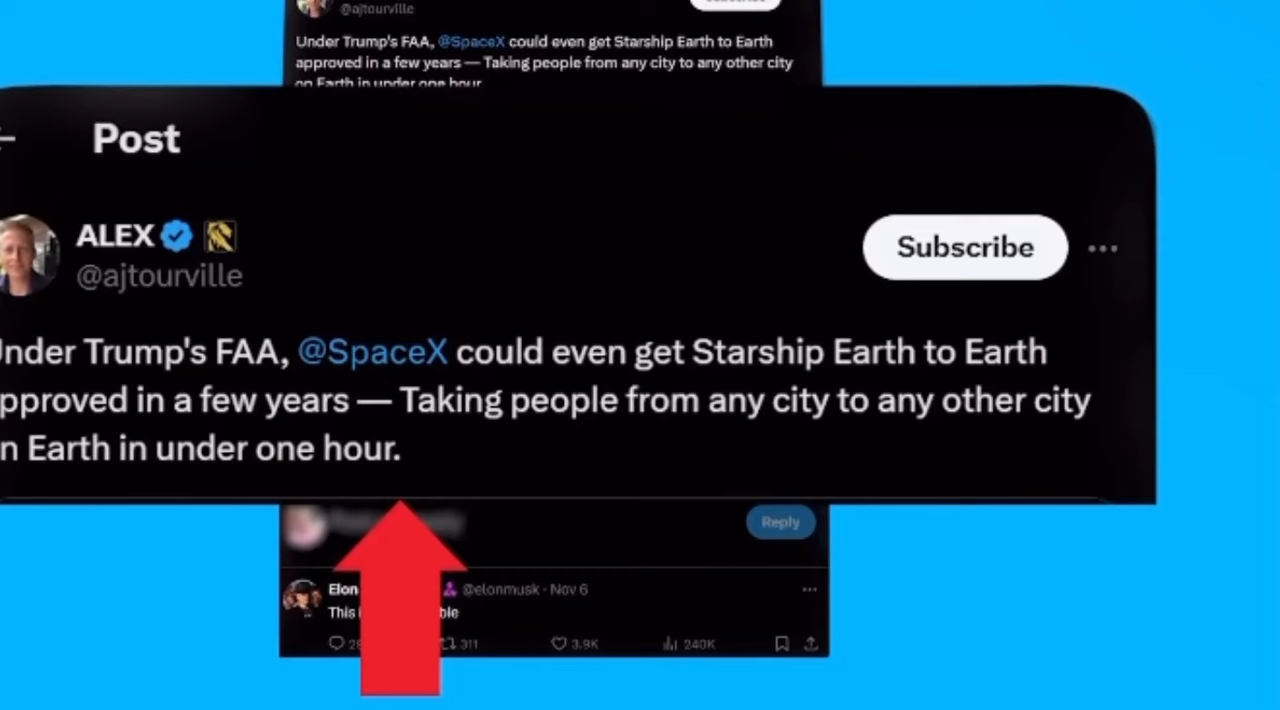 @ajtourville
Under Trump's FAA, @SpaceX could even get Starship Earth to Earth
approved in a few years — Taking people from any city to any other city
on Earth in under one hour.
Post
ALEX
@ajtourville
Subscribe
Under Trump's FAA, @SpaceX could even get Starship Earth to Earth
approved in a few years — Taking people from any city to any other city
on Earth in under one hour.
Reply
Elon @elonmusk · Nov 6
This
311 3.9K 240K